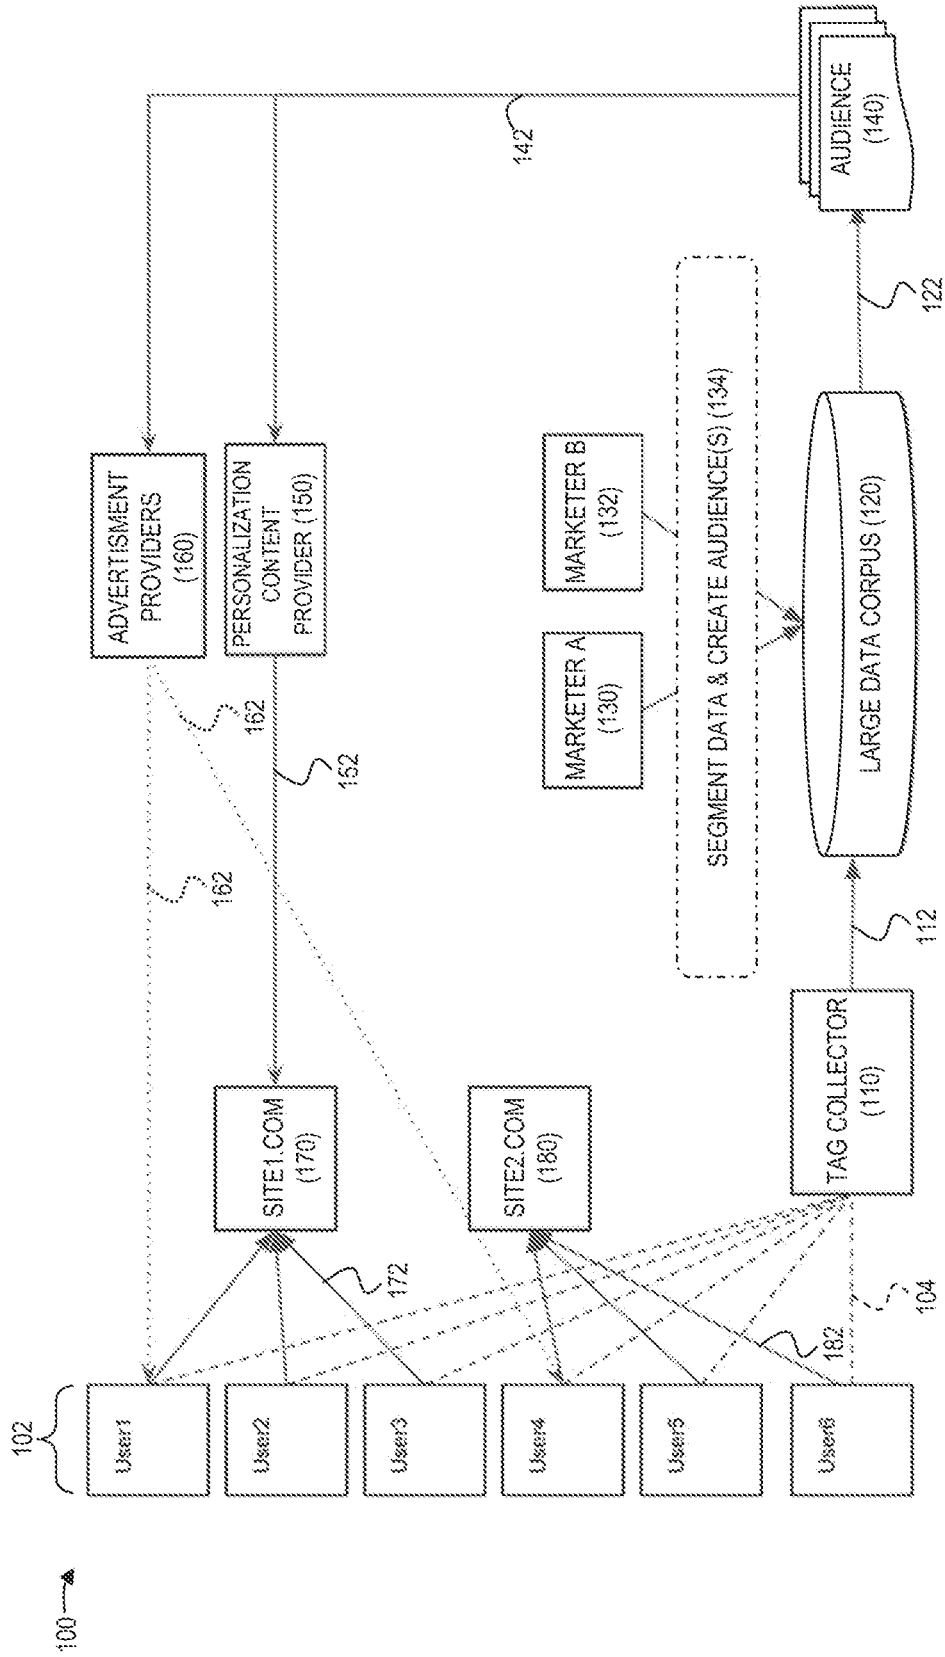 100
102
User1
User2
User3
User4
User5
User6
172
182
104
SITE1.COM
(170)
SITE2.COM
(180)
TAG COLLECTOR
(110)
112
162
162
152
ADVERTISMENT
PROVIDERS
(160)
PERSONALIZATION
CONTENT
PROVIDER (150)
MARKETER A
(130)
MARKETER B
(132)
SEGMENT DATA & CREATE AUDIENCE(S) (134)
LARGE DATA CORPUS (120)
122
142
AUDIENCE
(140)